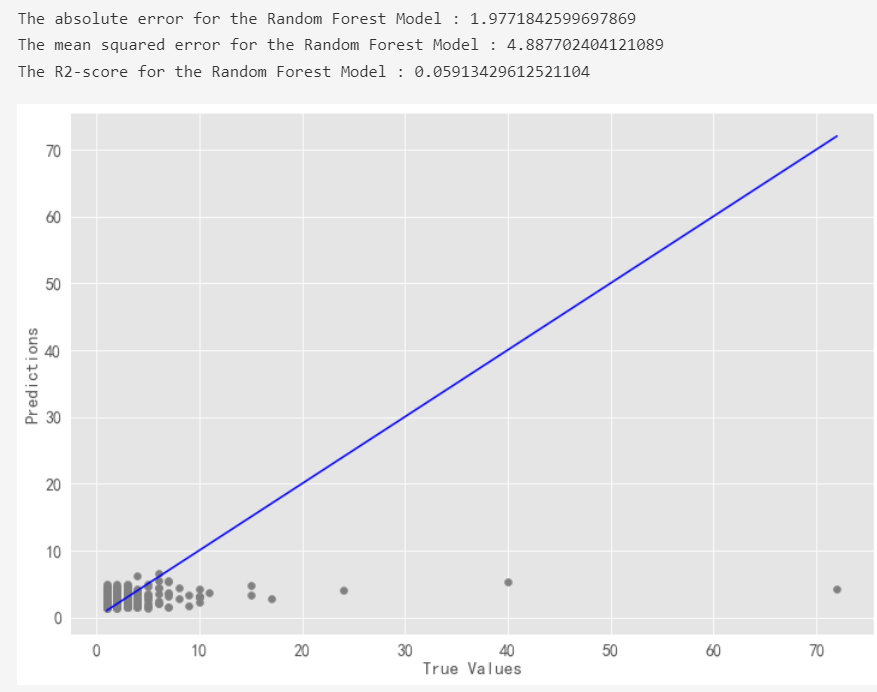 The absolute error for the Random Forest Model : 1.9771842599697869
The mean squared error for the Random Forest Model : 4.887702404121089
The R2-score for the Random Forest Model : 0.05913429612521104
70
60
50
40
30
20
10
0
Predictions
0 10 20 30 40 50 60 70
True Values